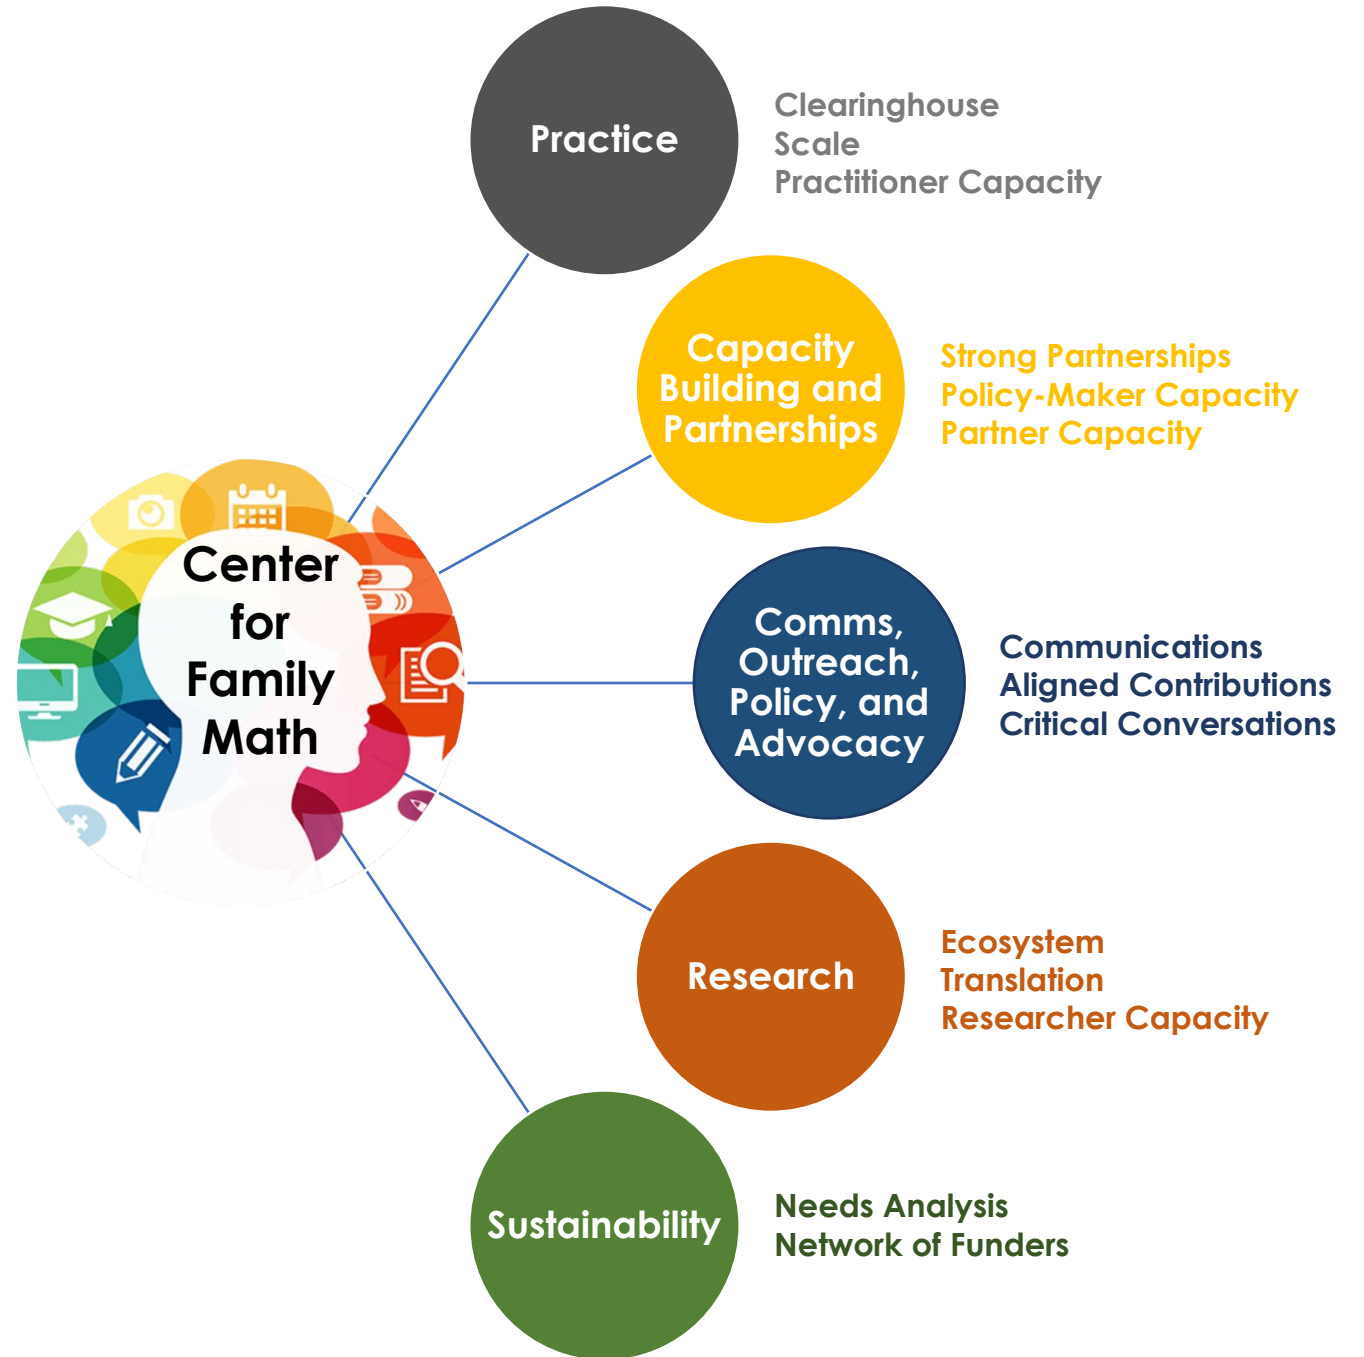 Practice
Clearinghouse
Scale
Practitioner Capacity
Capacity
Building and
Partnerships
Strong Partnerships
Policy-Maker Capacity
Partner Capacity
Center
for
Family
Math
Comms,
Outreach,
Policy, and
Advocacy
Communications
Aligned Contributions
Critical Conversations
Research
Ecosystem
Translation
Researcher Capacity
Sustainability
Needs Analysis
Network of Funders